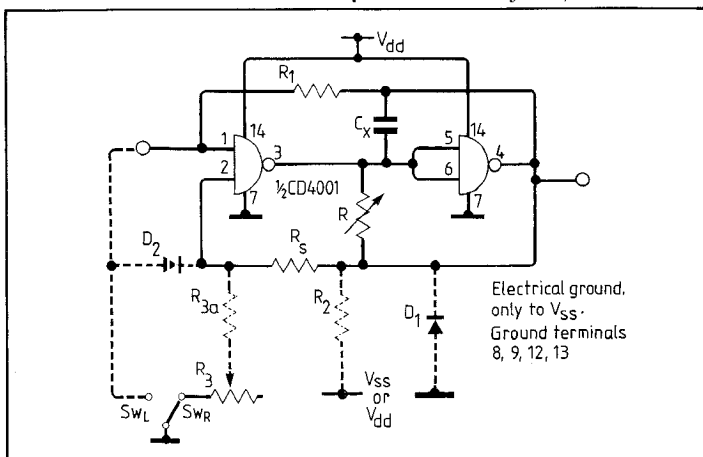 Vdd
R1
Cx
14
14
1
2
3
5
6
4
7
7
½CD4001
R
D2
Rs
R3a
R2
D1
R3
SwL
SwR
Vss
or
Vdd
Electrical ground,
only to Vss.
Ground terminals
8, 9, 12, 13